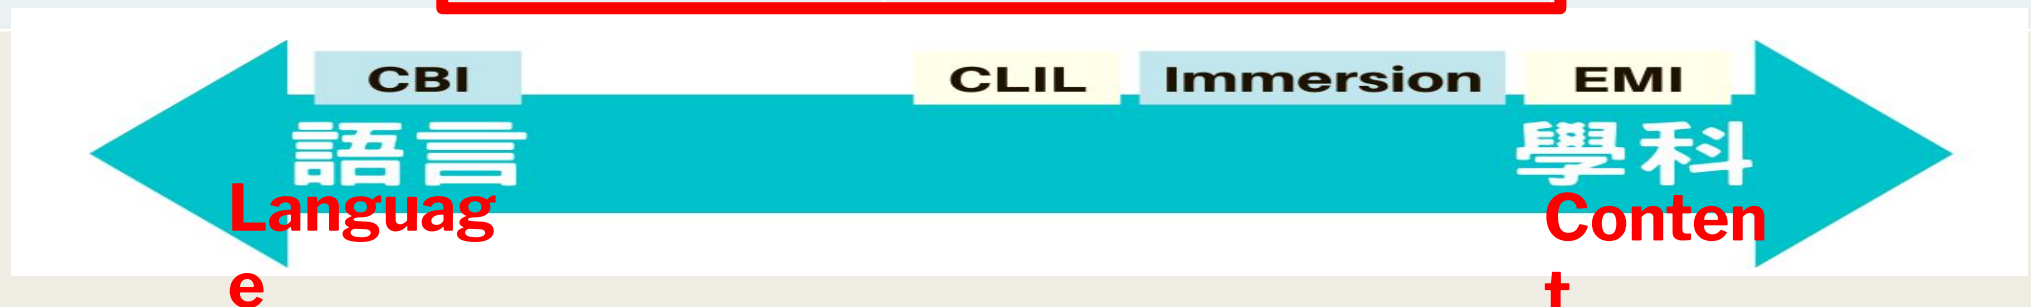 CBI CLIL Immersion EMI
語言 學科
Languag
e
Conten
t